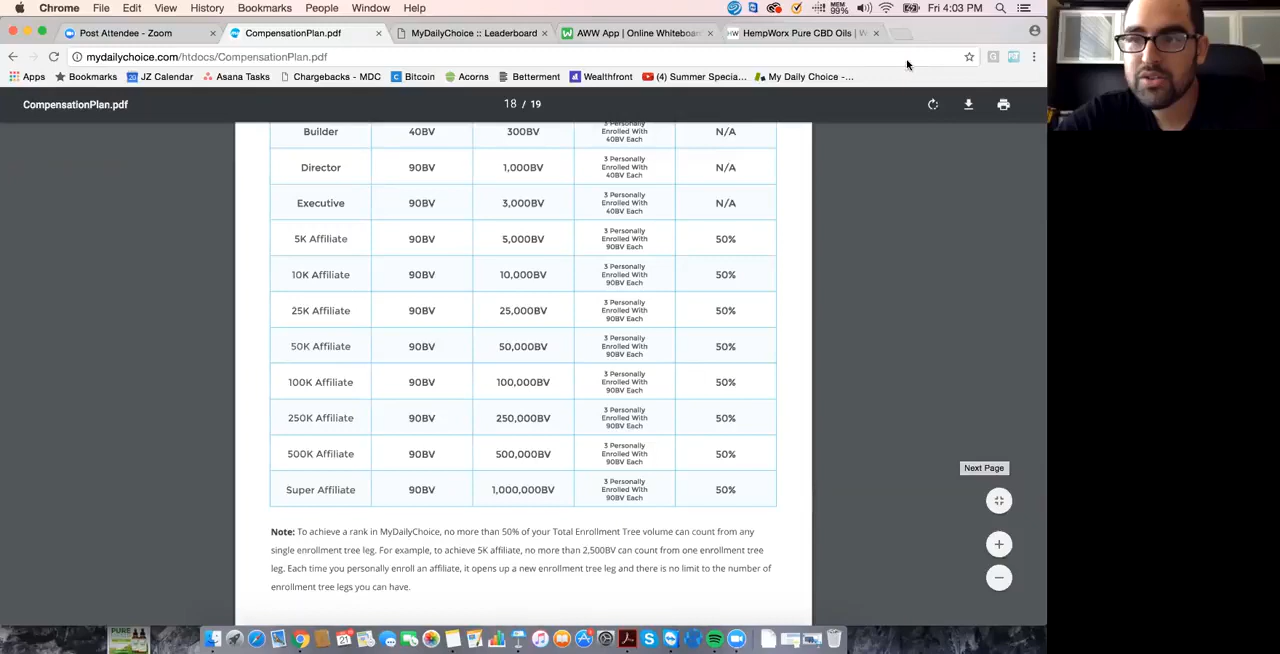 Chrome File Edit View History Bookmarks People Window Help
MEM 99% Fri 4:03 PM
Post Attendee - Zoom
CompensationPlan.pdf
MyDailyChoice :: Leaderboard
AWW App | Online Whiteboar
HempWorx Pure CBD Oils | W
mydailychoice.com/htdocs/CompensationPlan.pdf
Apps Bookmarks JZ Calendar Asana Tasks Chargebacks - MDC Bitcoin Acorns Betterment Wealthfront (4) Summer Specia... My Daily Choice -...
CompensationPlan.pdf
18 / 19
Builder 40BV 300BV 3 Personally Enrolled With 40BV Each N/A
Director 90BV 1,000BV 3 Personally Enrolled With 40BV Each N/A
Executive 90BV 3,000BV 3 Personally Enrolled With 40BV Each N/A
5K Affiliate 90BV 5,000BV 3 Personally Enrolled With 90BV Each 50%
10K Affiliate 90BV 10,000BV 3 Personally Enrolled With 90BV Each 50%
25K Affiliate 90BV 25,000BV 3 Personally Enrolled With 90BV Each 50%
50K Affiliate 90BV 50,000BV 3 Personally Enrolled With 90BV Each 50%
100K Affiliate 90BV 100,000BV 3 Personally Enrolled With 90BV Each 50%
250K Affiliate 90BV 250,000BV 3 Personally Enrolled With 90BV Each 50%
500K Affiliate 90BV 500,000BV 3 Personally Enrolled With 90BV Each 50%
Super Affiliate 90BV 1,000,000BV 3 Personally Enrolled With 90BV Each 50%
Next Page
Note: To achieve a rank in MyDailyChoice, no more than 50% of your Total Enrollment Tree volume can count from any
single enrollment tree leg. For example, to achieve 5K affiliate, no more than 2,500BV can count from one enrollment tree
leg. Each time you personally enroll an affiliate, it opens up a new enrollment tree leg and there is no limit to the number of
enrollment tree legs you can have.
PURE